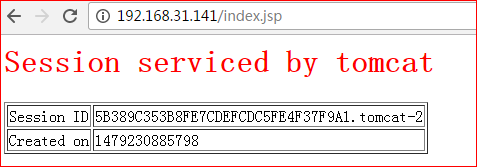 192.168.31.141/index.jsp
Session serviced by tomcat
Session ID 5B389C353B8FE7CDEFCDC5FE4F37F9A1.tomcat-2
Created on 1479230885798